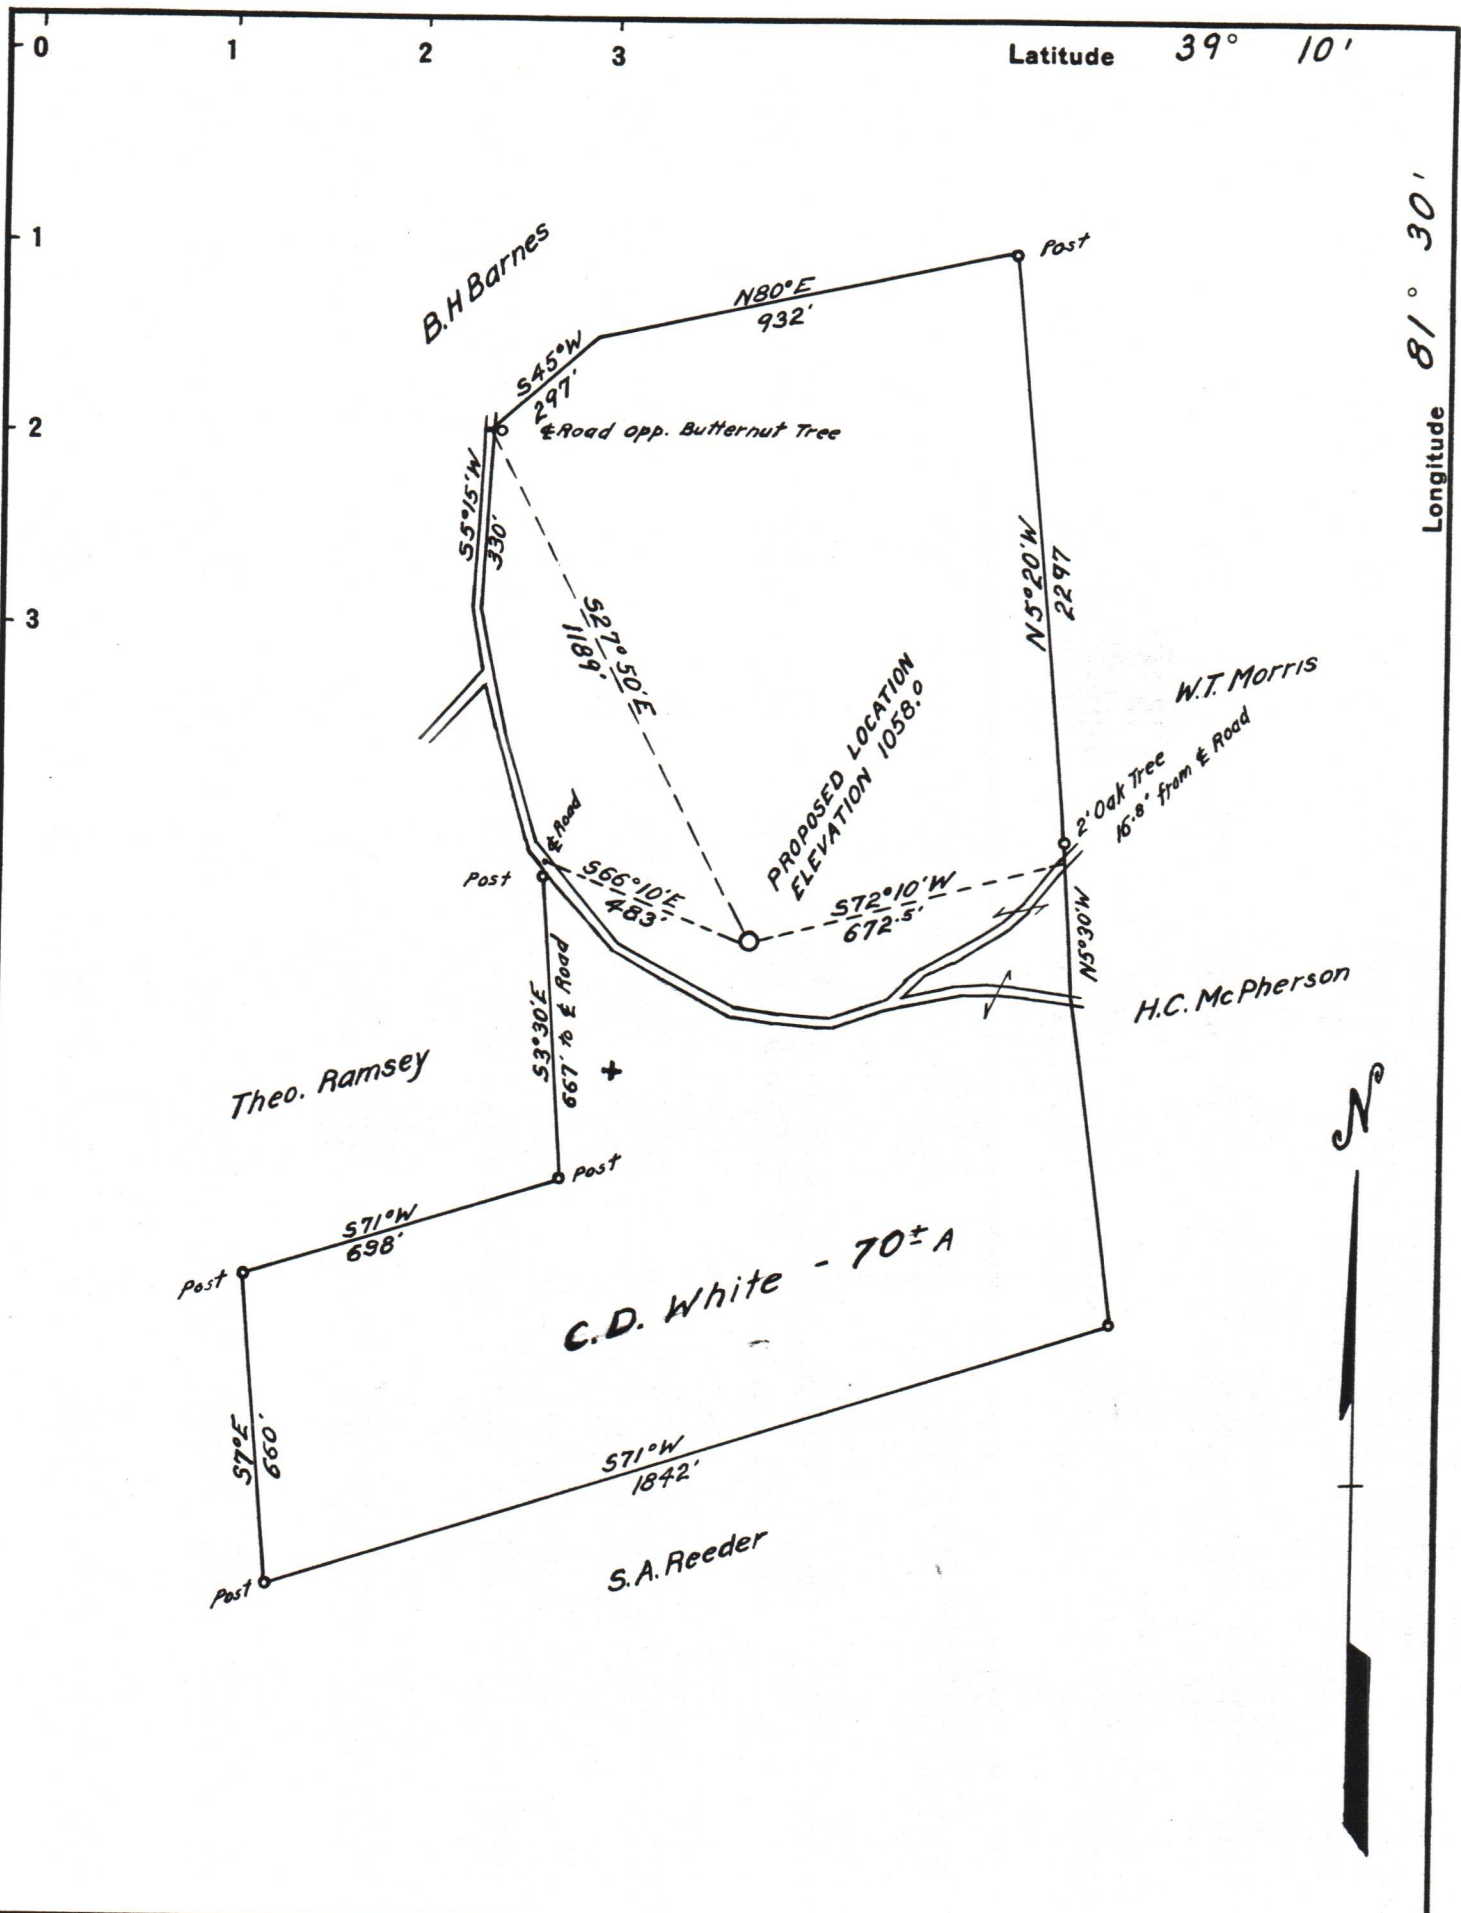 0 1 2 3 Latitude 39° 10'
1
2
3
Longitude 81° 30'
B.H Barnes
N80°E
932'
Post
S45°W
297'
℄ Road opp. Butternut Tree
S5°15'W
330'
S27°50'E
1189'
N5°20'W
2297
W.T. Morris
PROPOSED LOCATION
ELEVATION 1058.0
2' Oak Tree
16.8' from ℄ Road
℄ Road
Post
S66°10'E
483'
S72°10'W
672.5'
N5°30'W
H.C. McPherson
S3°30'E
667' to ℄ Road
Theo. Ramsey
N
Post
S71°W
698'
Post
C.D. White - 70± A
S7°E
660'
S71°W
1842'
Post
S.A. Reeder